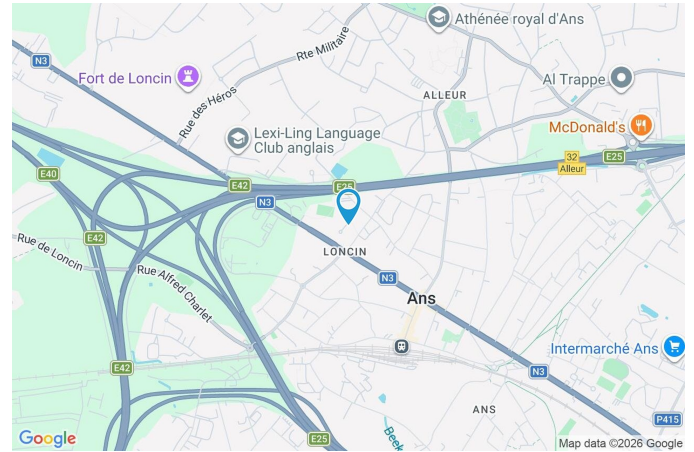 Athénée royal d'Ans
Rte Militaire
N3
Fort de Loncin
Al Trappe
ALLEUR
Rue des Héros
McDonald's
Lexi-Ling Language
Club anglais
32
Alleur
E25
E40
E42
E25
N3
E42
Rue de Loncin
LONCIN
Rue Alfred Charlet
N3
Ans
Intermarché Ans
E42
N3
ANS
P415
Beek
E25
Google
Map data ©2026 Google